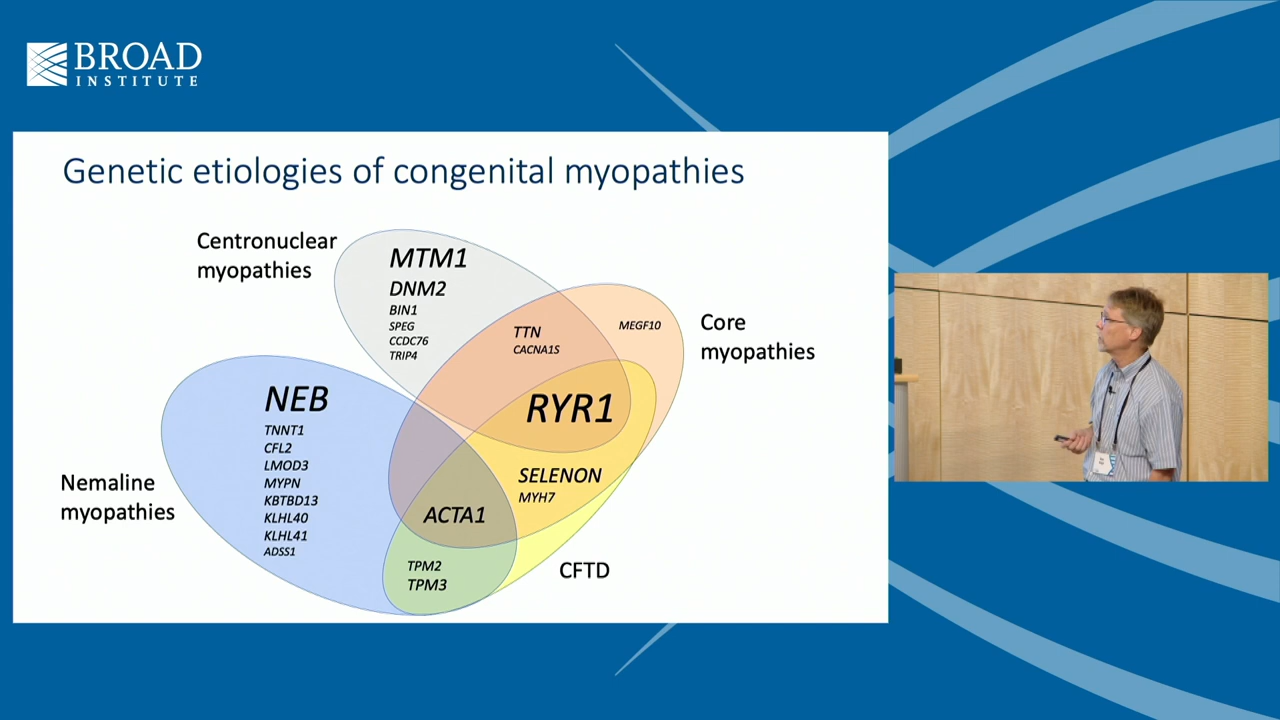 BROAD
INSTITUTE
Genetic etiologies of congenital myopathies
Centronuclear
myopathies
MTM1
DNM2
BIN1
SPEG
CCDC76
TRIP4
TTN
CACNA1S
MEGF10
Core
myopathies
NEB
TNNT1
CFL2
LMOD3
MYPN
KBTBD13
KLHL40
KLHL41
ADSS1
RYR1
Nemaline
myopathies
SELENON
MYH7
ACTA1
TPM2
TPM3
CFTD